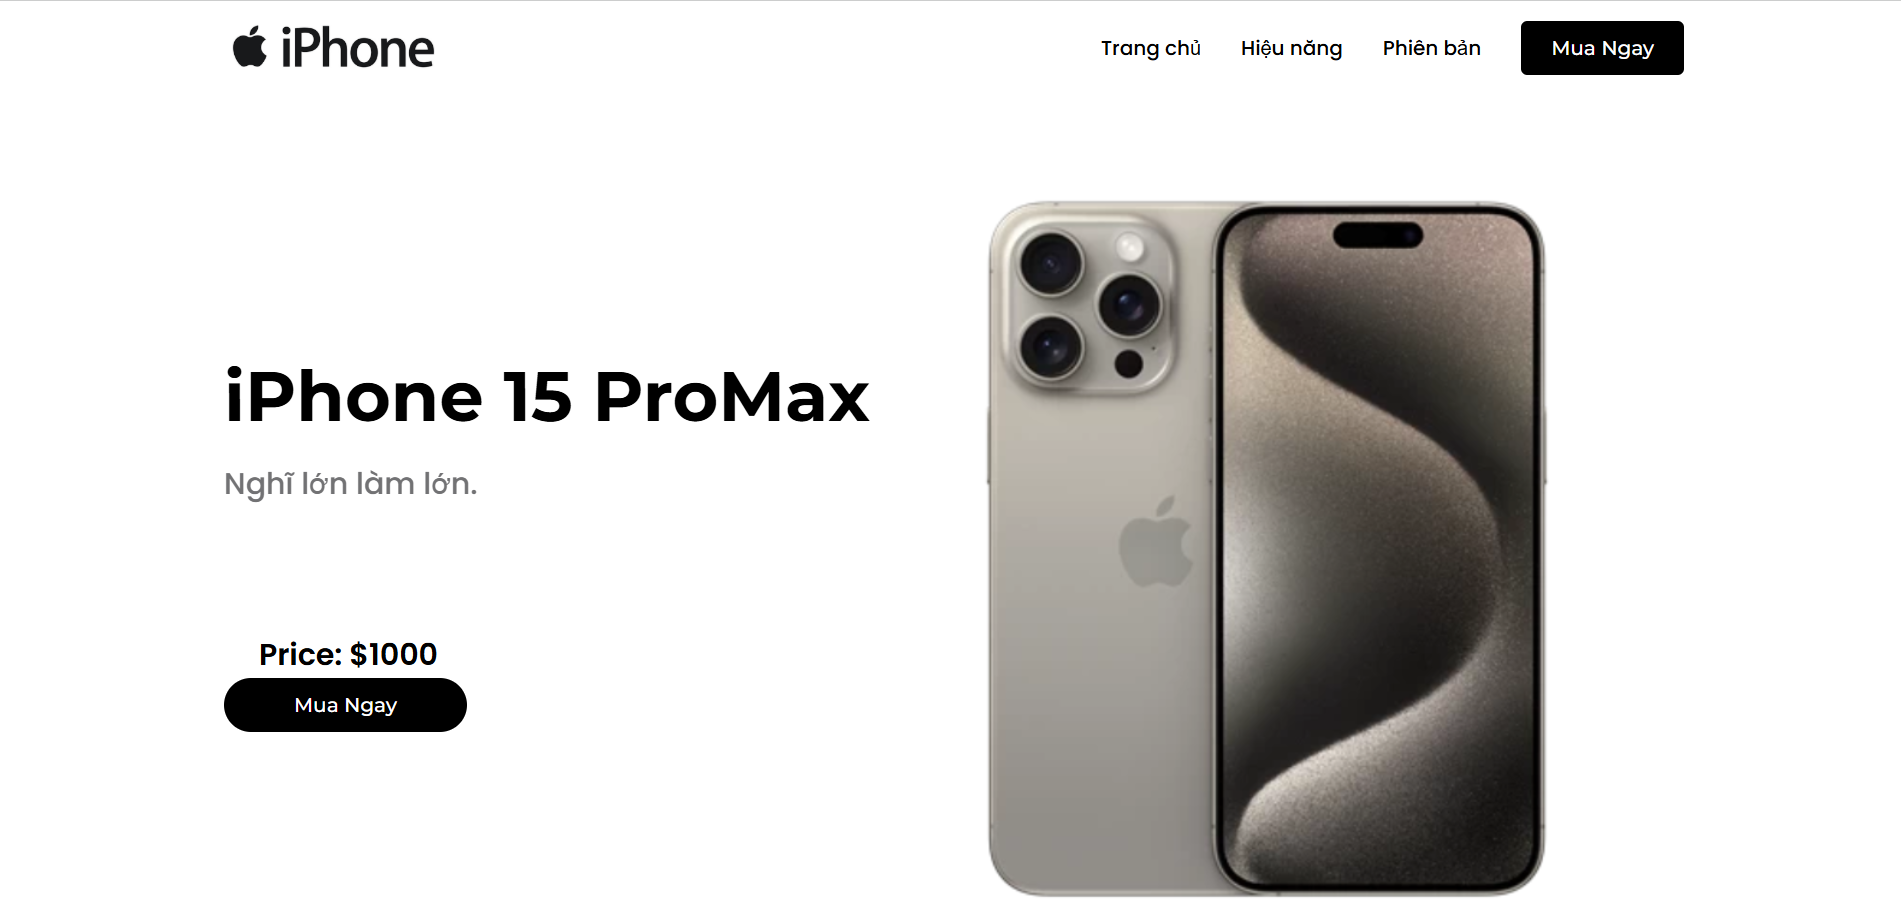 iPhone
Trang chủ
Hiệu năng
Phiên bản
Mua Ngay
iPhone 15 ProMax
Nghĩ lớn làm lớn.
Price: $1000
Mua Ngay